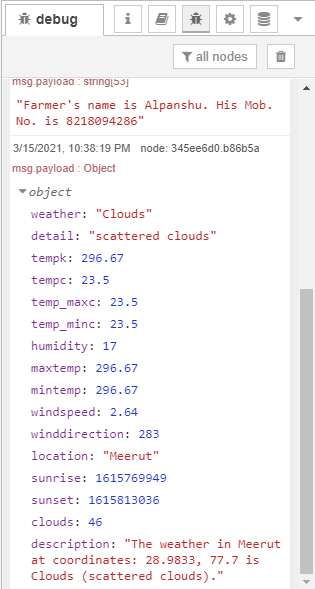 debug
all nodes
msg.payload : string[53]
"Farmer's name is Alpanshu. His Mob.
No. is 8218094286"
3/15/2021, 10:38:19 PM node: 345ee6d0.b86b5a
msg.payload : Object
object
weather: "Clouds"
detail: "scattered clouds"
tempk: 296.67
tempc: 23.5
temp_maxc: 23.5
temp_minc: 23.5
humidity: 17
maxtemp: 296.67
mintemp: 296.67
windspeed: 2.64
winddirection: 283
location: "Meerut"
sunrise: 1615769949
sunset: 1615813036
clouds: 46
description: "The weather in Meerut
at coordinates: 28.9833, 77.7 is
Clouds (scattered clouds)."